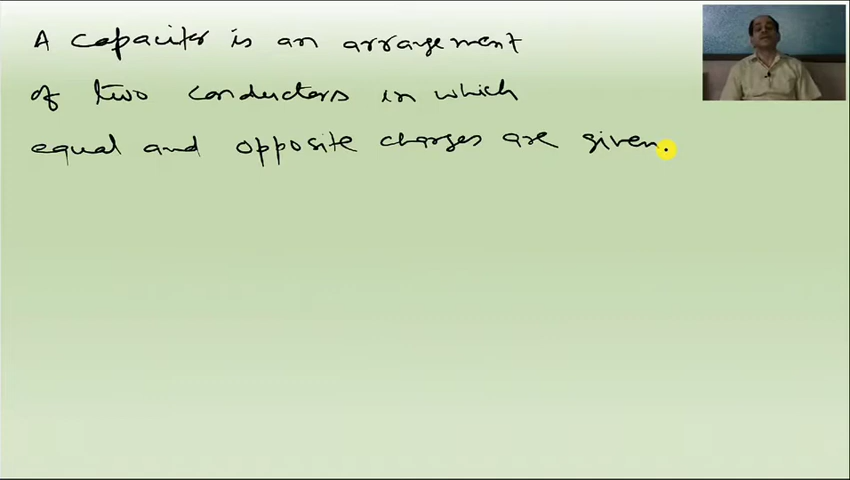 A capacitor is an arrangement
of two conductors in which
equal and opposite charges are given.